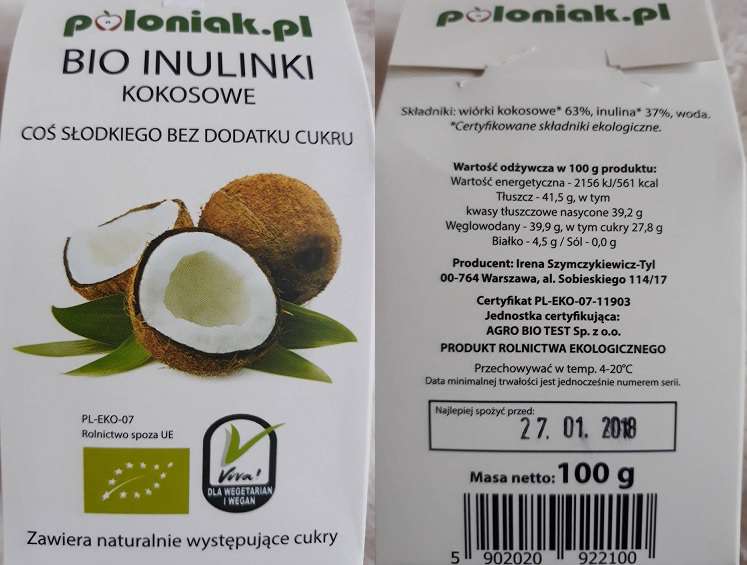 poloniak.pl
BIO INULINKI
KOKOSOWE
COŚ SŁODKIEGO BEZ DODATKU CUKRU
PL-EKO-07
Rolnictwo spoza UE
Viva!
DLA WEGETARIAN
I WEGAN
Zawiera naturalnie występujące cukry
poloniak.pl
Składniki: wiórki kokosowe* 63%, inulina* 37%, woda.
*Certyfikowane składniki ekologiczne.
Wartość odżywcza w 100 g produktu:
Wartość energetyczna - 2156 kJ/561 kcal
Tłuszcz - 41,5 g, w tym
kwasy tłuszczowe nasycone 39,2 g
Węglowodany - 39,9 g, w tym cukry 27,8 g
Białko - 4,5 g / Sól - 0,0 g
Producent: Irena Szymczykiewicz-Tyl
00-764 Warszawa, al. Sobieskiego 114/17
Certyfikat PL-EKO-07-11903
Jednostka certyfikująca:
AGRO BIO TEST Sp. z o.o.
PRODUKT ROLNICTWA EKOLOGICZNEGO
Przechowywać w temp. 4-20°C
Data minimalnej trwałości jest jednocześnie numerem serii.
Najlepiej spożyć przed:
27. 01. 2018
Masa netto: 100 g
5 902020 922100